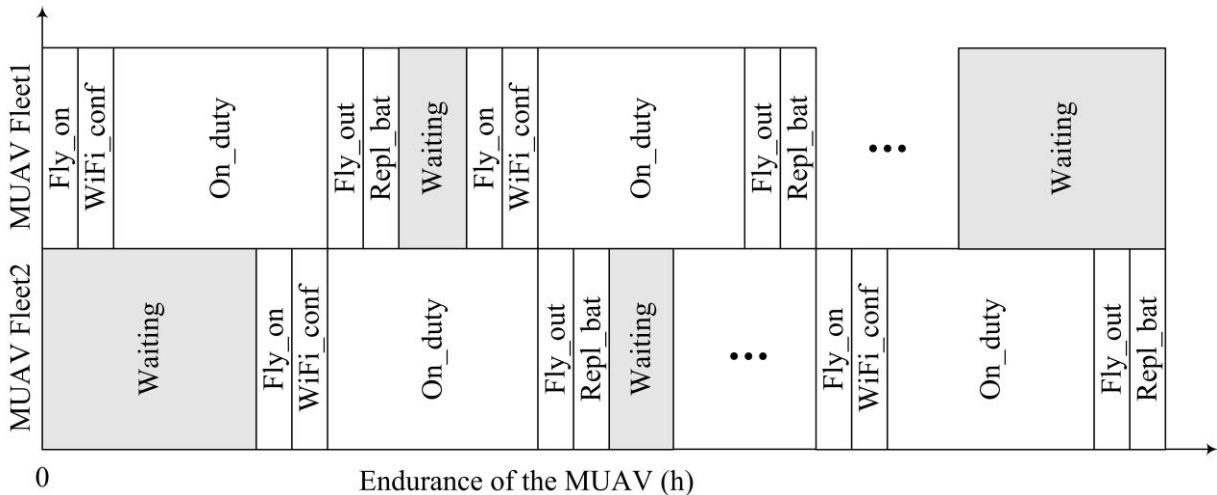 MUAV Fleet1
Fly_on
WiFi_conf
On_duty
Fly_out
Repl_bat
Waiting
Fly_on
WiFi_conf
On_duty
Fly_out
Repl_bat
...
Waiting
MUAV Fleet2
Waiting
Fly_on
WiFi_conf
On_duty
Fly_out
Repl_bat
Waiting
...
Fly_on
WiFi_conf
On_duty
Fly_out
Repl_bat
0
Endurance of the MUAV (h)